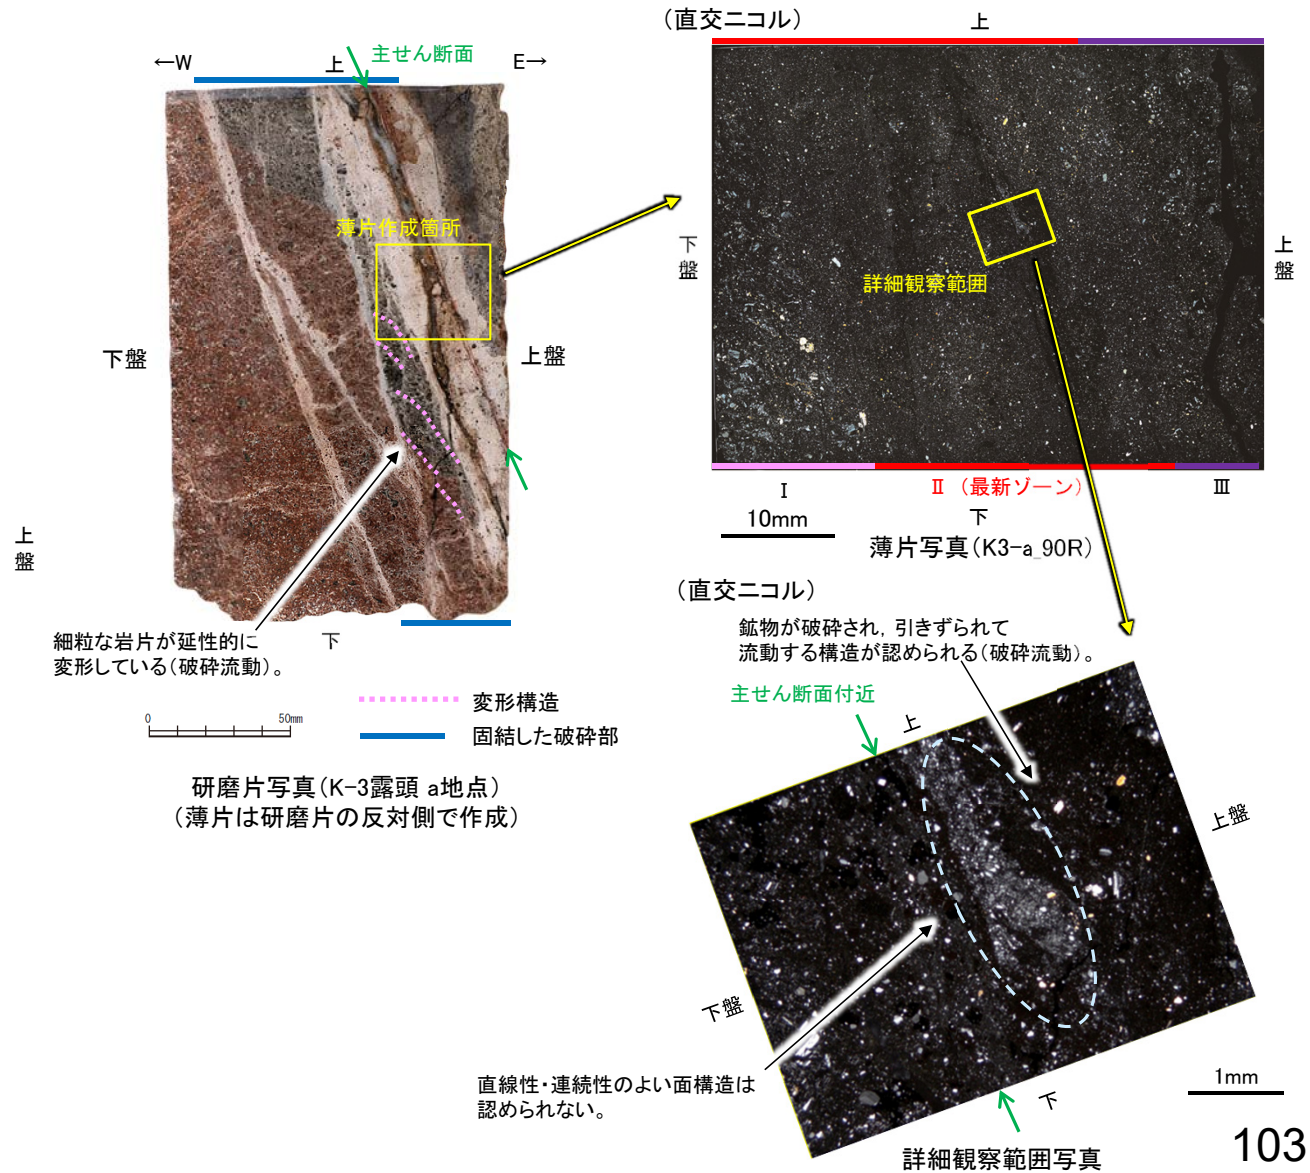 ←W
上
主せん断面
E→
薄片作成箇所
下盤
上盤
上
盤
細粒な岩片が延性的に
変形している(破砕流動)。
下
0
50mm
変形構造
固結した破砕部
研磨片写真(K-3露頭 a地点)
(薄片は研磨片の反対側で作成)
(直交ニコル)
上
下
盤
上
盤
詳細観察範囲
Ⅰ
Ⅱ (最新ゾーン)
Ⅲ
10mm
下
薄片写真(K3-a_90R)
(直交ニコル)
鉱物が破砕され, 引きずられて
流動する構造が認められる(破砕流動)。
主せん断面付近
上
上盤
下盤
直線性・連続性のよい面構造は
認められない。
下
1mm
詳細観察範囲写真
103